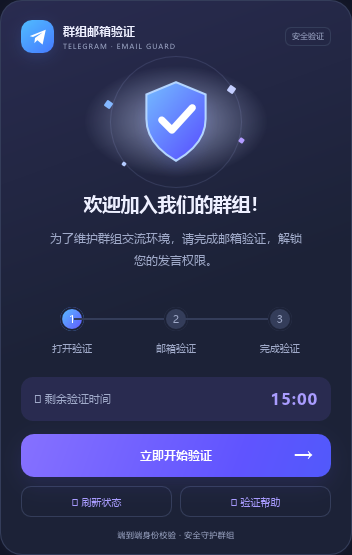 群组邮箱验证
TELEGRAM · EMAIL GUARD
安全验证
欢迎加入我们的群组！
为了维护群组交流环境，请完成邮箱验证，解锁
您的发言权限。
1
2
3
打开验证
邮箱验证
完成验证
剩余验证时间
15:00
立即开始验证 →
刷新状态
验证帮助
端到端身份校验 · 安全守护群组